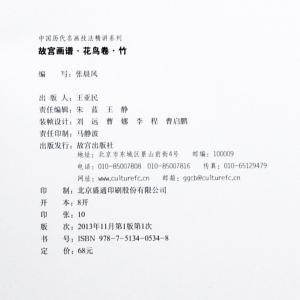 中国历代名画技法精讲系列
故宫画谱·花鸟卷·竹
编 写：张晨风
出 版 人：王亚民
责任编辑：朱 蓝 王 静
装帧设计：刘 远 曹 娜 李 程 曹启鹏
责任印制：马静波
出版发行：故宫出版社
地址：北京市东城区景山前街4号 邮编：100009
电话：010-85007808 010-85007816 传真：010-65129479
网址：www.culturefc.cn 邮箱：ggcb@culturefc.cn
印 制：北京盛通印刷股份有限公司
开 本：8开
印 张：10
版 次：2013年11月第1版第1次
书 号：ISBN 978-7-5134-0534-8
定 价：68元